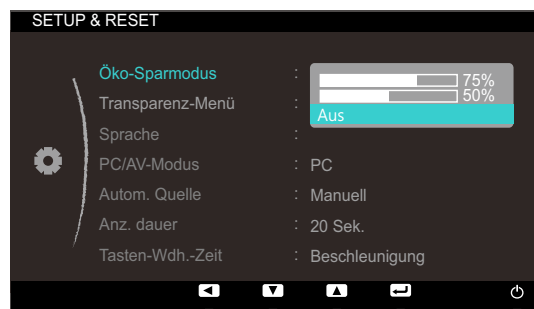 SETUP & RESET
Öko-Sparmodus : 75%
50%
Transparenz-Menü : Aus
Sprache :
PC/AV-Modus : PC
Autom. Quelle : Manuell
Anz. dauer : 20 Sek.
Tasten-Wdh.-Zeit : Beschleunigung